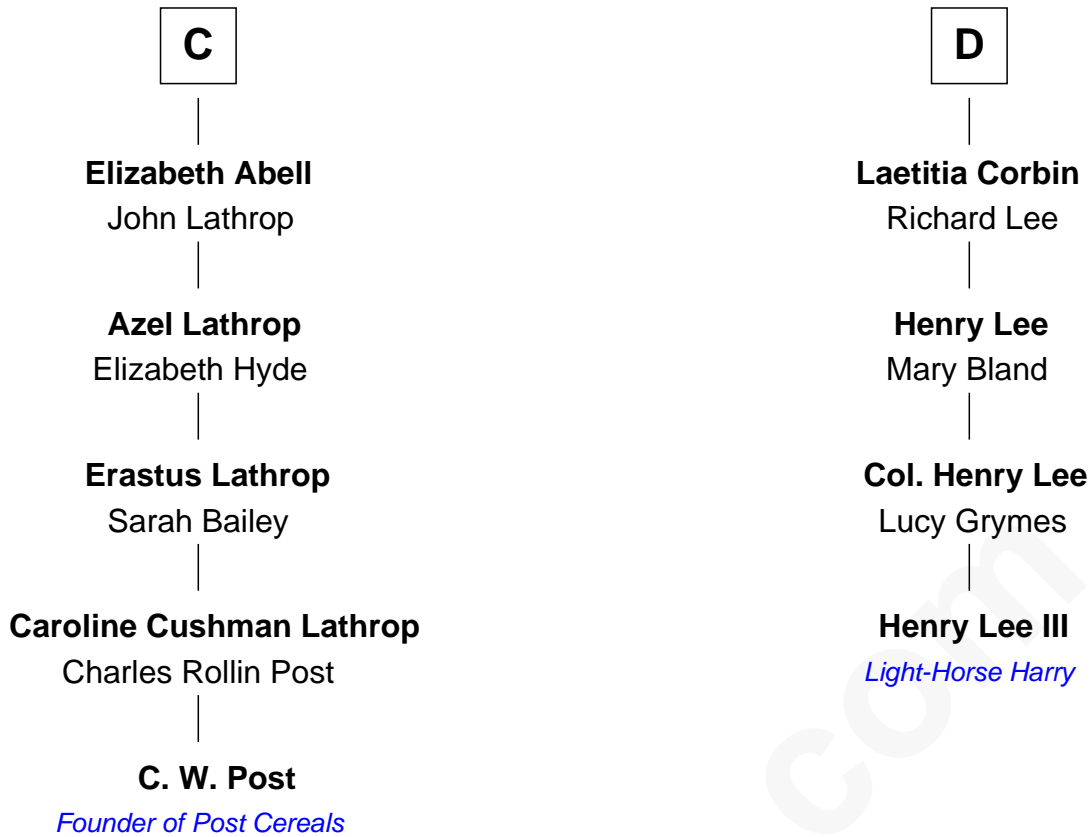 C
Elizabeth Abell
John Lathrop
Azel Lathrop
Elizabeth Hyde
Erastus Lathrop
Sarah Bailey
Caroline Cushman Lathrop
Charles Rollin Post
C. W. Post
Founder of Post Cereals
D
Laetitia Corbin
Richard Lee
Henry Lee
Mary Bland
Col. Henry Lee
Lucy Grymes
Henry Lee III
Light-Horse Harry
com